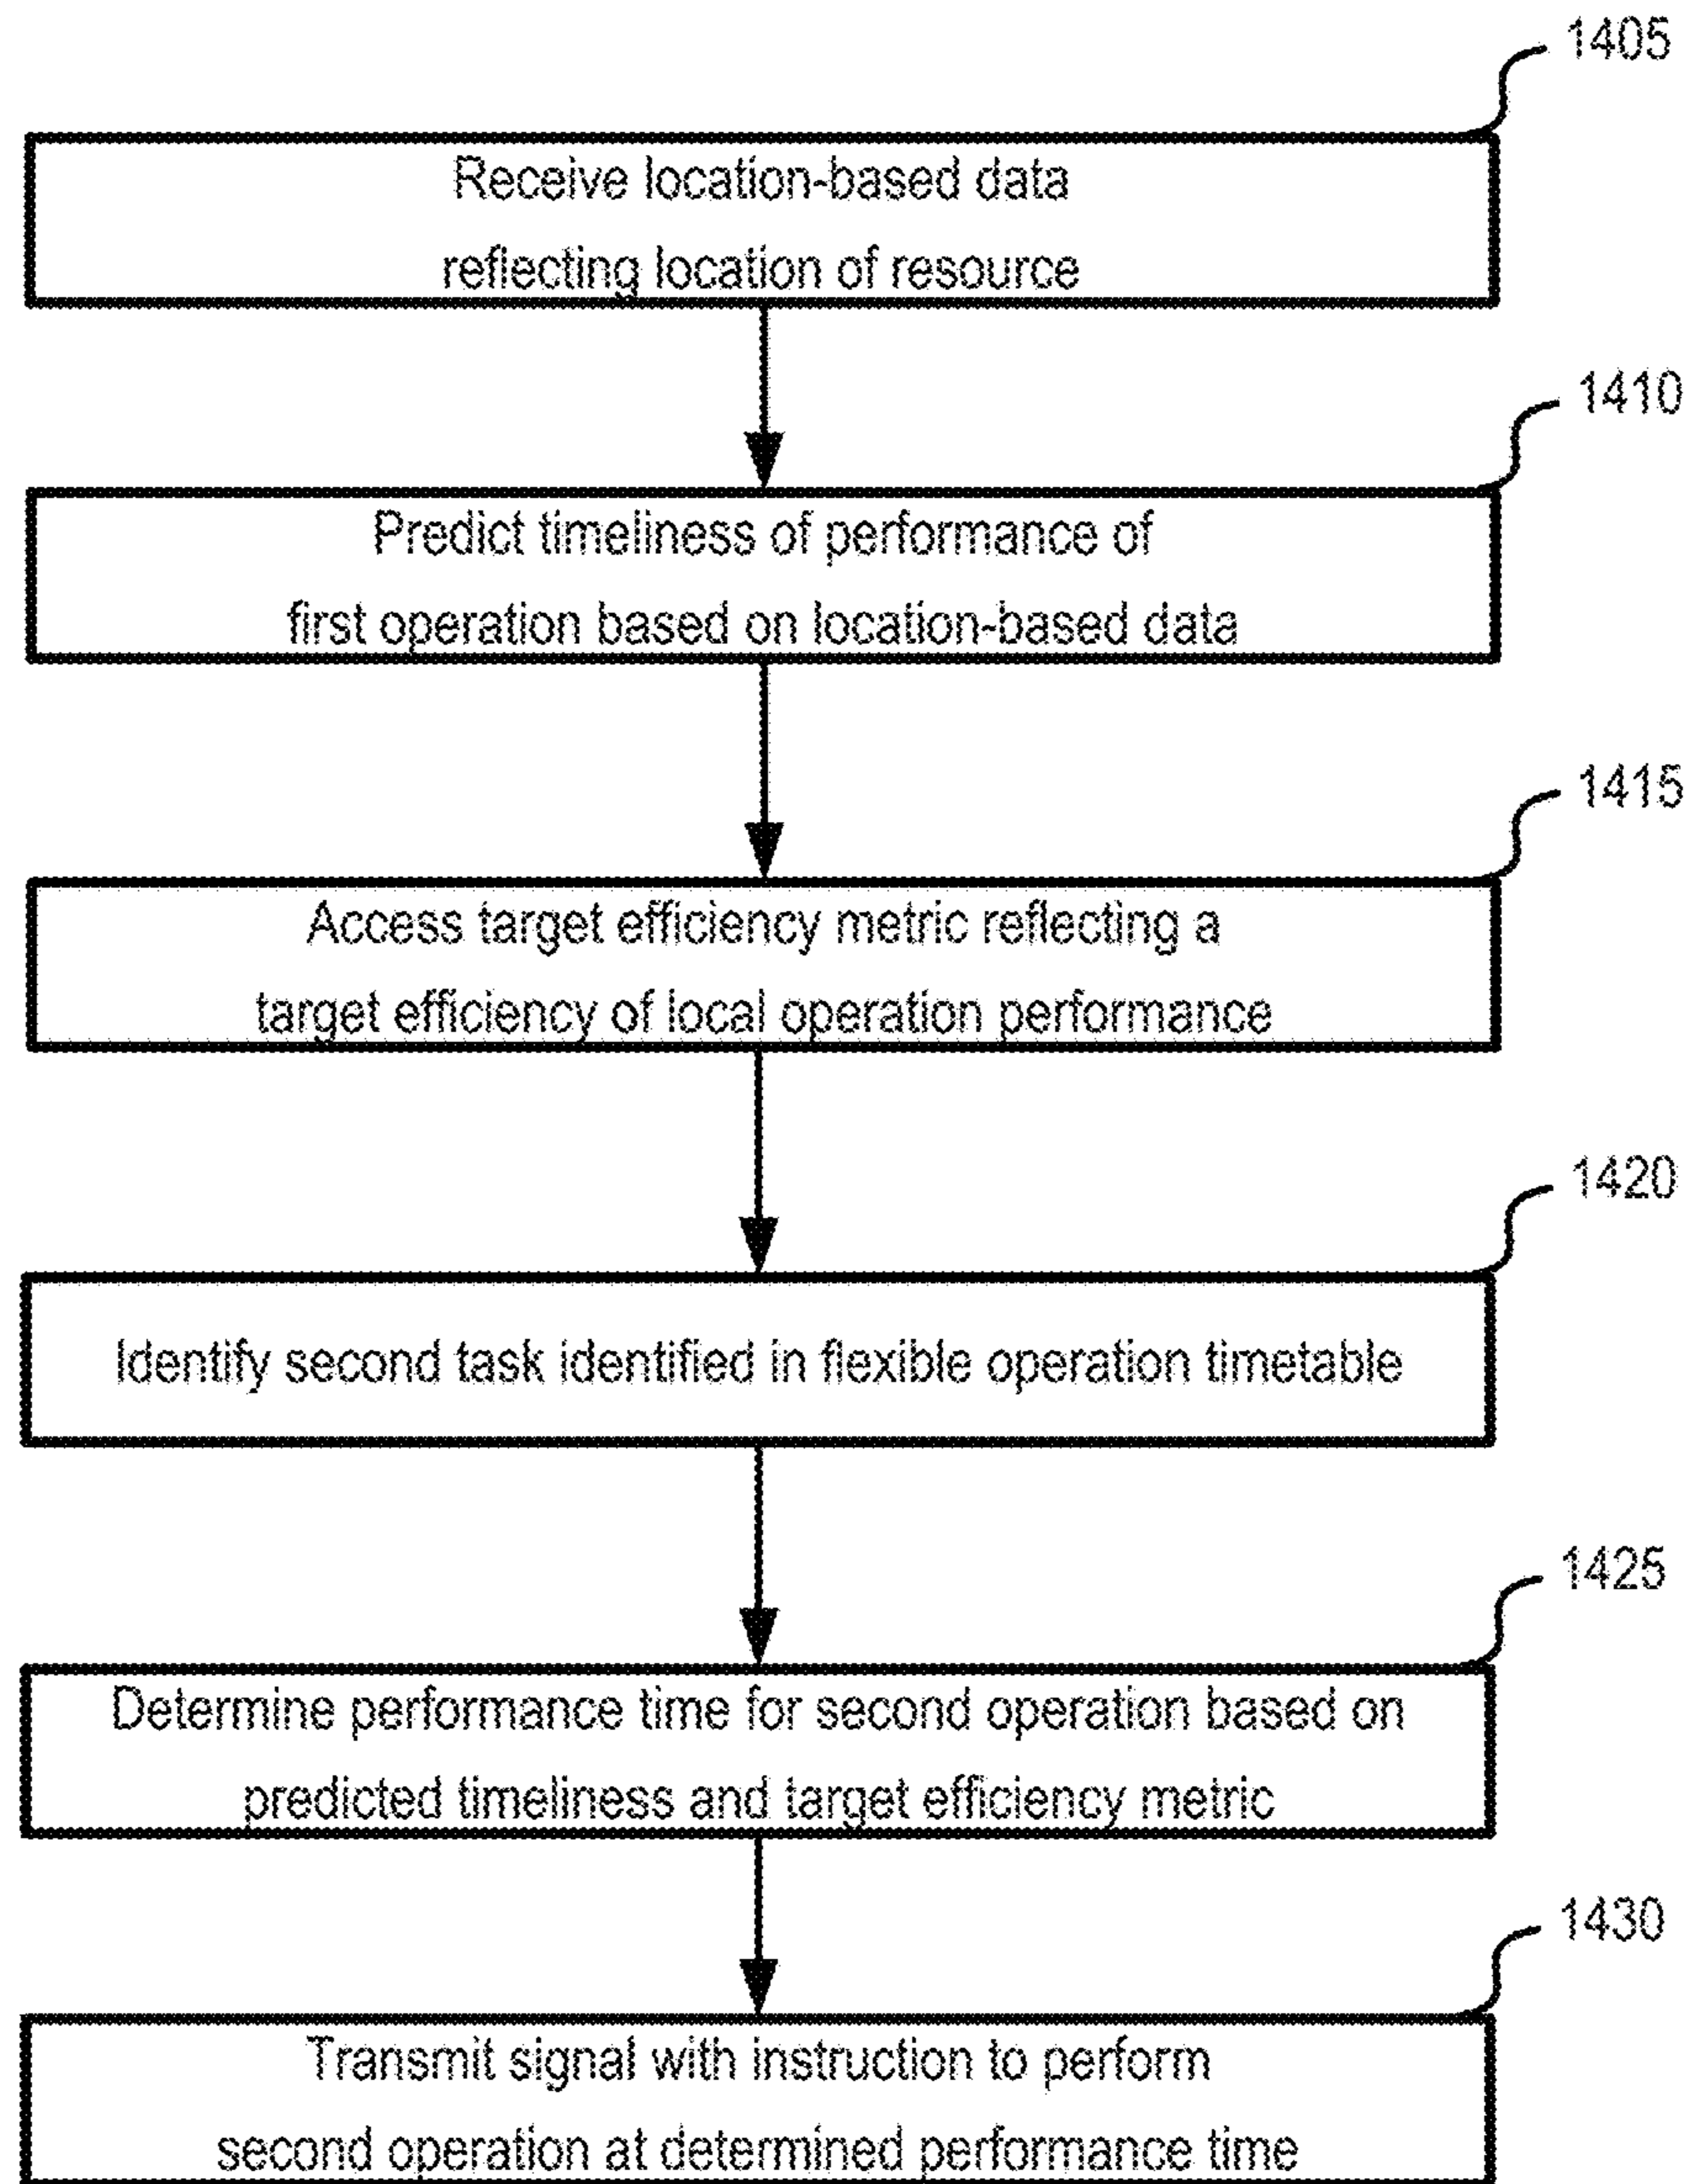 1405
Receive location-based data
reflecting location of resource
1410
Predict timeliness of performance of
first operation based on location-based data
1415
Access target efficiency metric reflecting a
target efficiency of local operation performance
1420
Identify second task identified in flexible operation timetable
1425
Determine performance time for second operation based on
predicted timeliness and target efficiency metric
1430
Transmit signal with instruction to perform
second operation at determined performance time